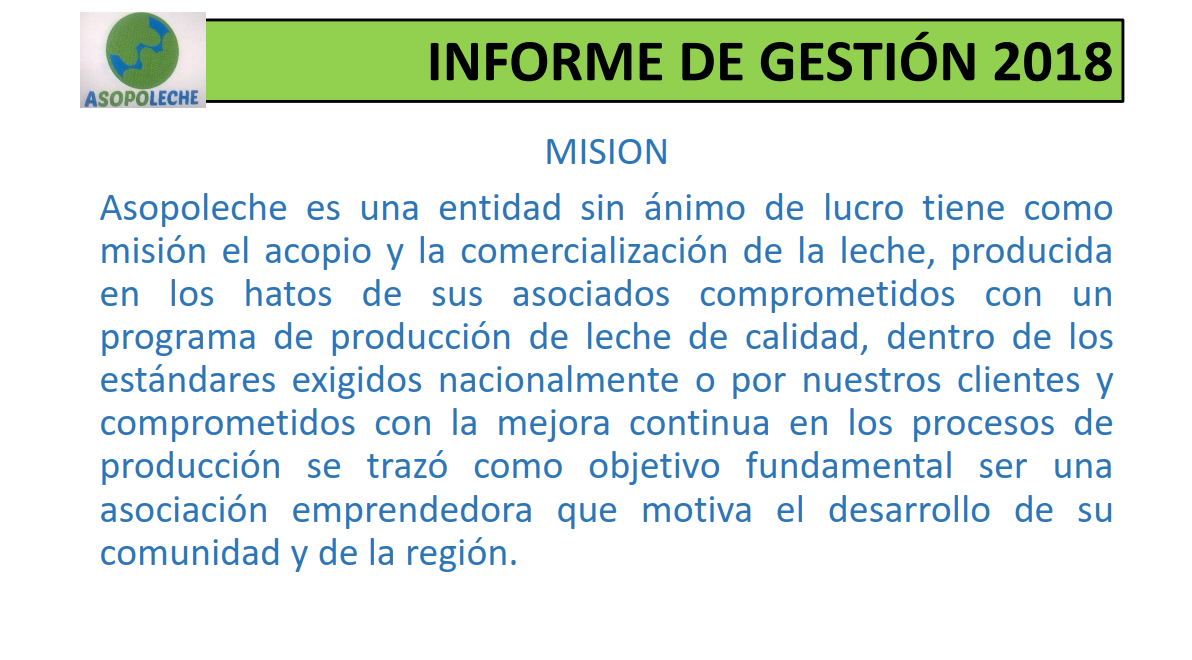 ASOPOLECHE
INFORME DE GESTIÓN 2018
MISION
Asopoleche es una entidad sin ánimo de lucro tiene como
misión el acopio y la comercialización de la leche, producida
en los hatos de sus asociados comprometidos con un
programa de producción de leche de calidad, dentro de los
estándares exigidos nacionalmente o por nuestros clientes y
comprometidos con la mejora continua en los procesos de
producción se trazó como objetivo fundamental ser una
asociación emprendedora que motiva el desarrollo de su
comunidad y de la región.